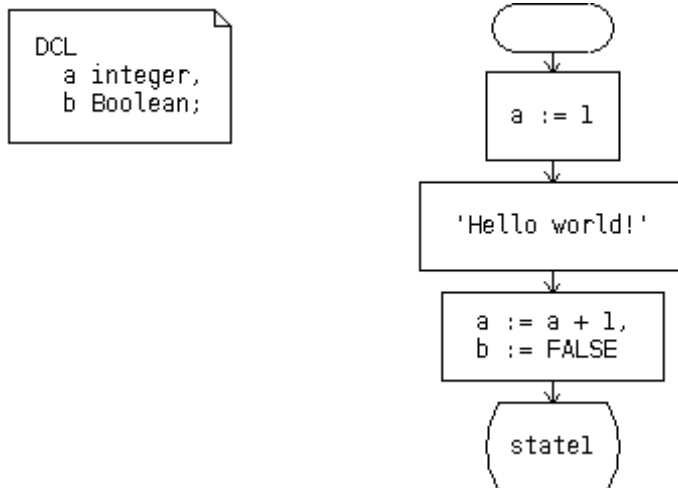 DCL
a integer,
b Boolean;
a := 1
'Hello world!'
a := a + 1,
b := FALSE
state1